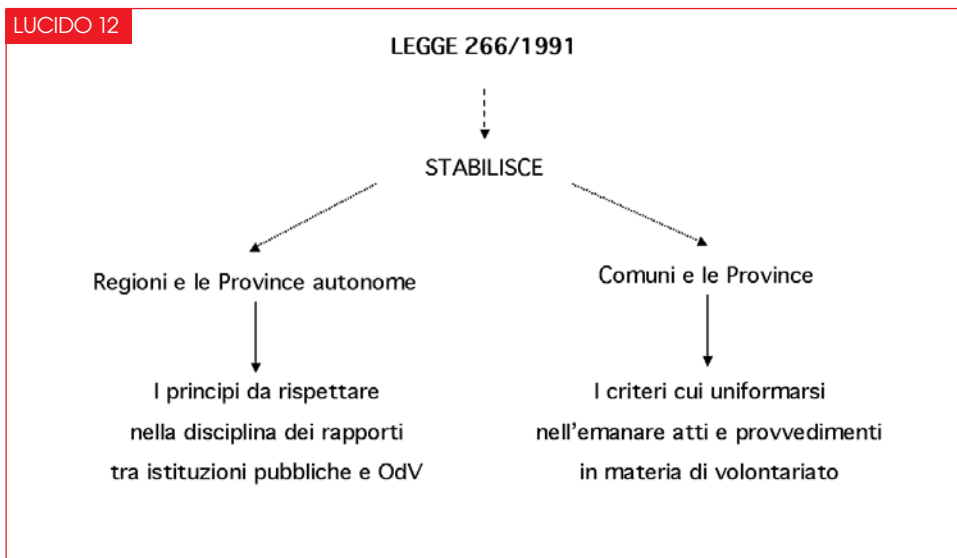 LUCIDO 12
LEGGE 266/1991
STABILISCE
Regioni e le Province autonome
I principi da rispettare
nella disciplina dei rapporti
tra istituzioni pubbliche e OdV
Comuni e le Province
I criteri cui uniformarsi
nell'emanare atti e provvedimenti
in materia di volontariato